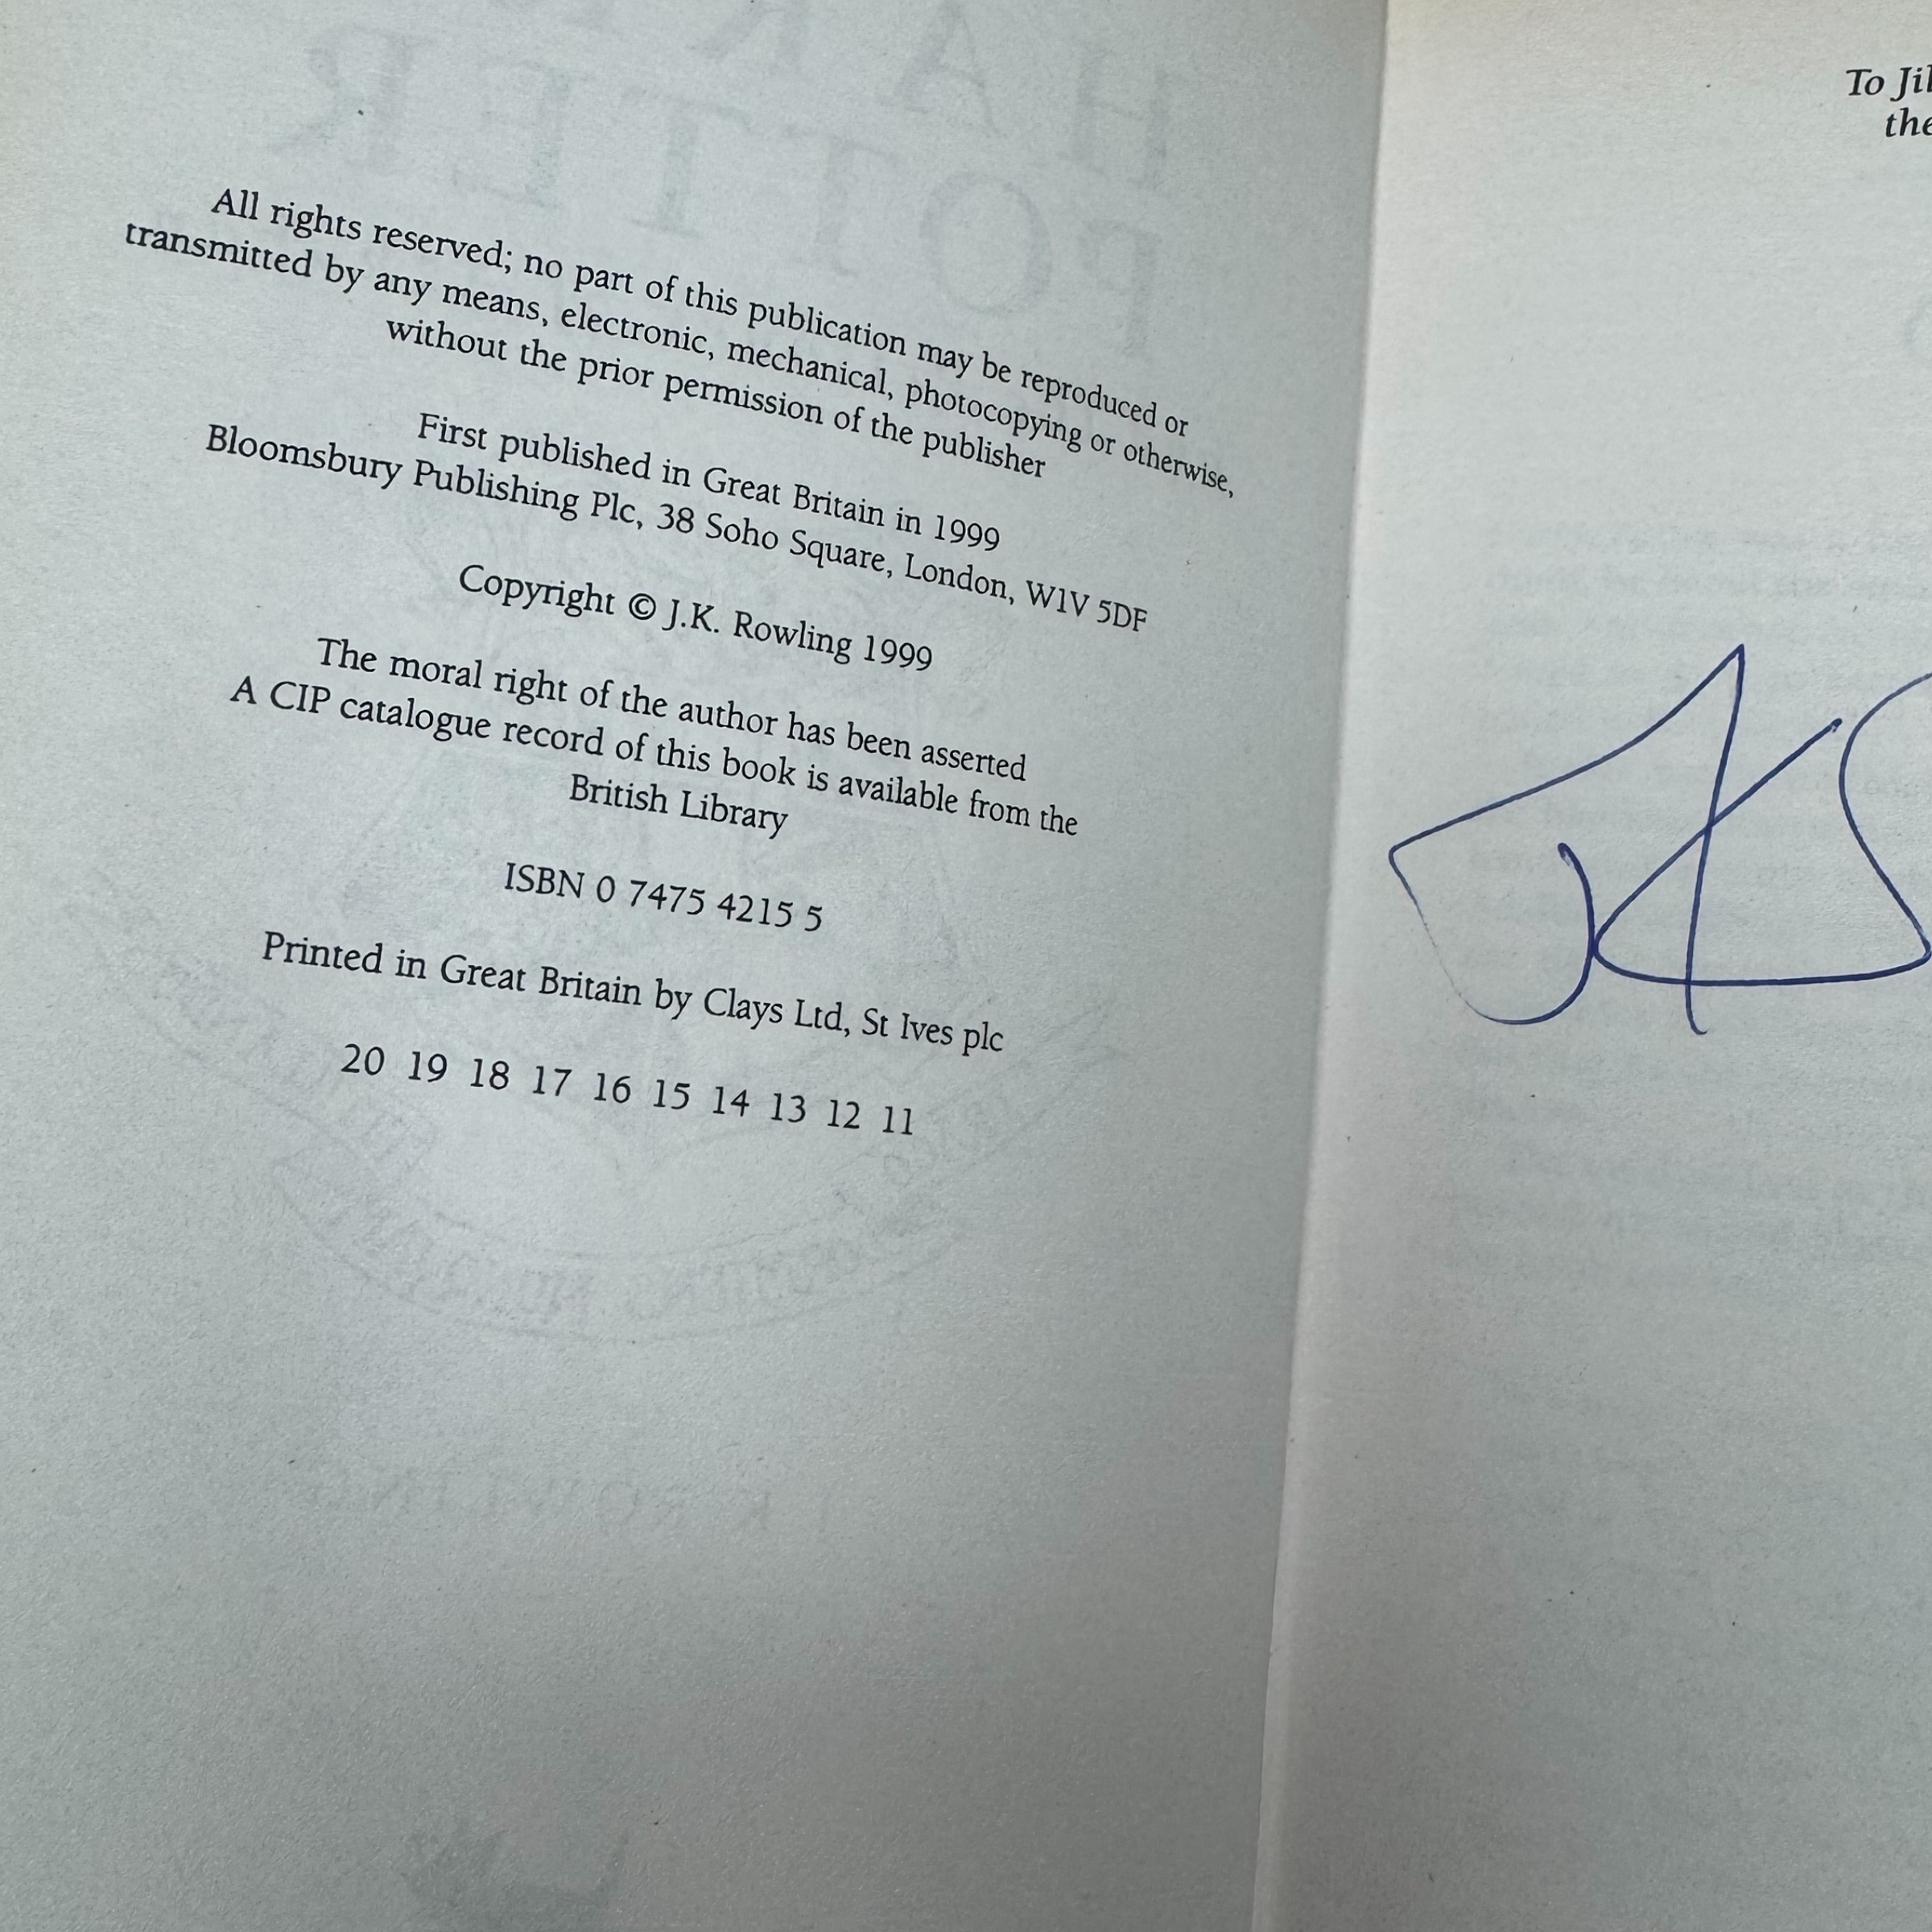 All rights reserved; no part of this publication may be reproduced or
transmitted by any means, electronic, mechanical, photocopying or otherwise,
without the prior permission of the publisher
First published in Great Britain in 1999
Bloomsbury Publishing Plc, 38 Soho Square, London, W1V 5DF
Copyright © J.K. Rowling 1999
The moral right of the author has been asserted
A CIP catalogue record of this book is available from the
British Library
ISBN 0 7475 4215 5
Printed in Great Britain by Clays Ltd, St Ives plc
20 19 18 17 16 15 14 13 12 11
To
the